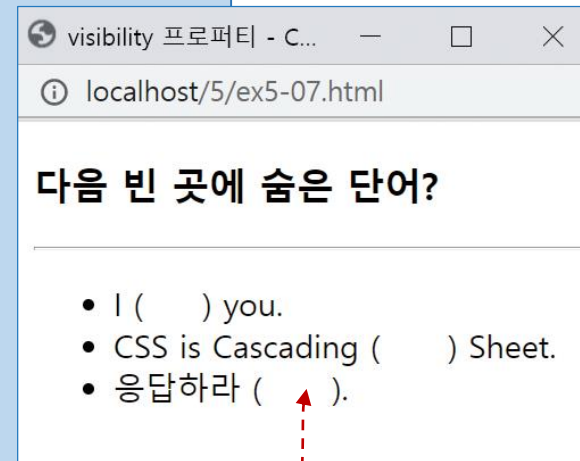 visibility 프로퍼티 - C...
localhost/5/ex5-07.html
다음 빈 곳에 숨은 단어?
• I (     ) you.
• CSS is Cascading (       ) Sheet.
• 응답하라 (       ).